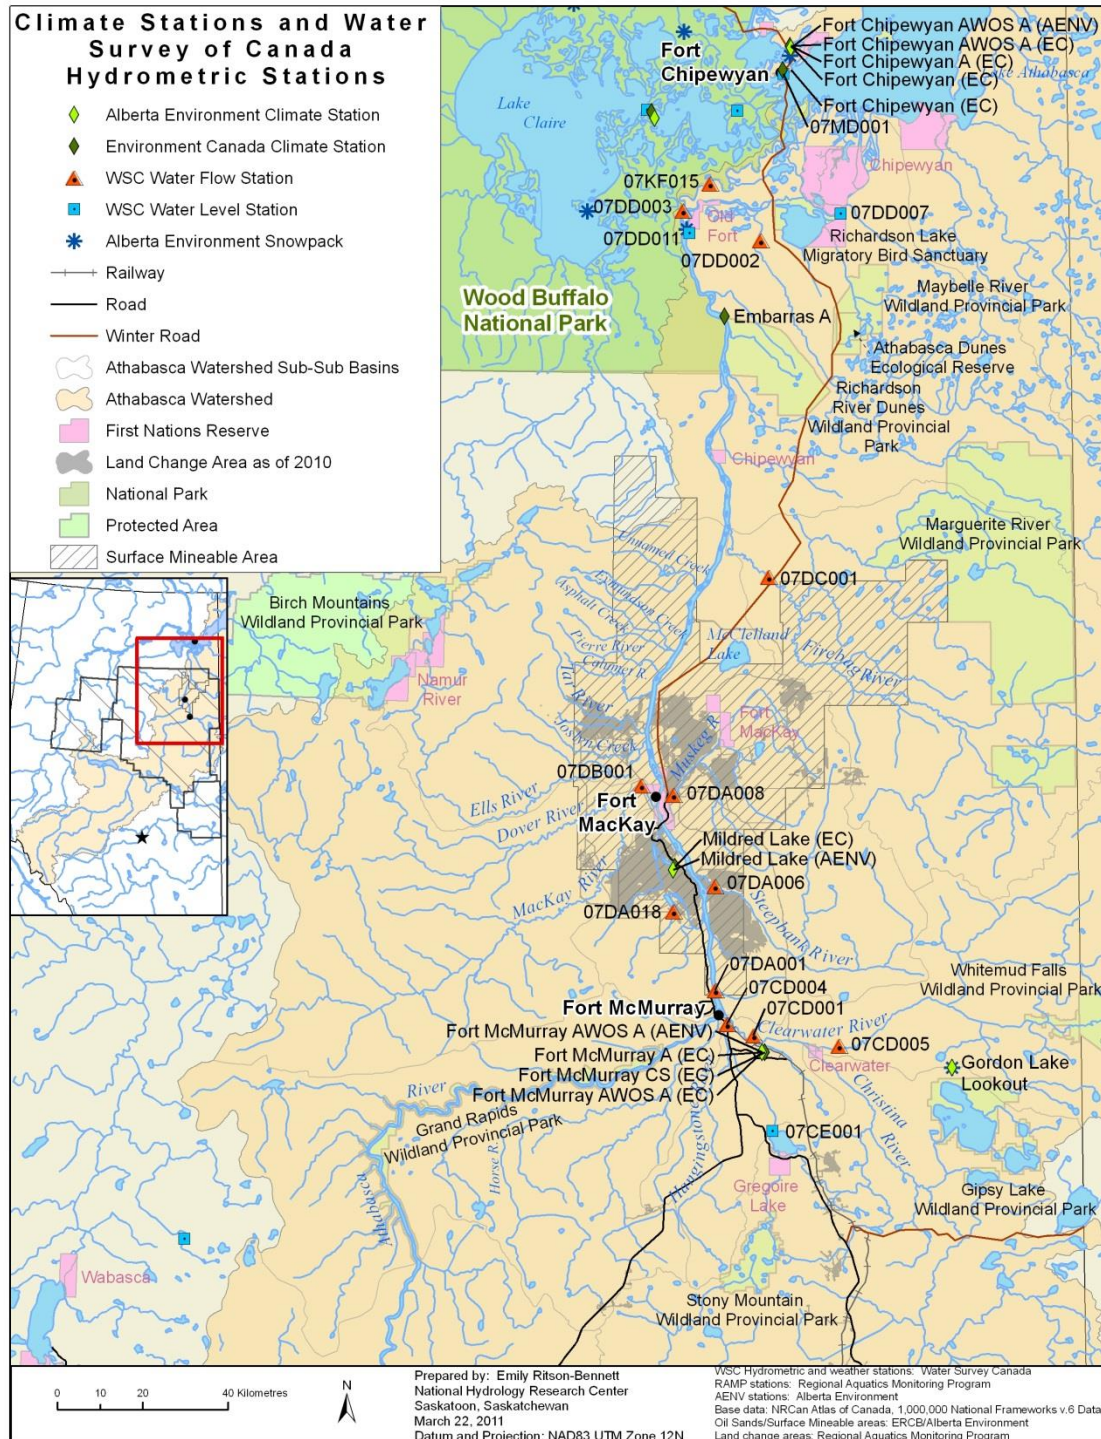 Climate Stations and Water
Survey of Canada
Hydrometric Stations
Alberta Environment Climate Station
Environment Canada Climate Station
WSC Water Flow Station
WSC Water Level Station
Alberta Environment Snowpack
Railway
Road
Winter Road
Athabasca Watershed Sub-Sub Basins
Athabasca Watershed
First Nations Reserve
Land Change Area as of 2010
National Park
Protected Area
Surface Mineable Area
Fort Chipewyan AWOS A (AENV)
Fort Chipewyan AWOS A (EC)
Fort Chipewyan A (EC)
Fort Chipewyan (EC)
Fort Chipewyan (EC)
Fort
Chipewyan
Lake Athabasca
07MD001
Lake
Claire
Chipewyan
07KF015
07DD003
Old
Fort
07DD007
07DD011
07DD002
Richardson Lake
Migratory Bird Sanctuary
Maybelle River
Wildland Provincial Park
Wood Buffalo
National Park
Embarras A
Athabasca Dunes
Ecological Reserve
Richardson
River Dunes
Wildland Provincial
Park
Chipewyan
Marguerite River
Wildland Provincial Park
Unnamed Creek
Eymundson Creek
Asphalt Creek
Pierre River
Calumet R.
Tar River
Joslyn Creek
07DC001
McClelland
Lake
Firebag River
Birch Mountains
Wildland Provincial Park
Namur
River
Fort
MacKay
Muskeg R.
07DB001
07DA008
Ells River
Dover River
Fort
MacKay
Mildred Lake (EC)
Mildred Lake (AENV)
MacKay River
07DA006
07DA018
Steepbank River
07DA001
07CD004
07CD001
Whitemud Falls
Wildland Provincial Park
Fort McMurray
Fort McMurray AWOS A (AENV)
Fort McMurray A (EC)
Fort McMurray CS (EC)
Fort McMurray AWOS A (EC)
Clearwater River
07CD005
Clearwater
Gordon Lake
Lookout
Christina
River
River
Grand Rapids
Wildland Provincial Park
Horse R.
Hangingstone River
Athabasca
07CE001
Gregoire
Lake
Gipsy Lake
Wildland Provincial Park
Wabasca
Stony Mountain
Wildland Provincial Park
0 10 20 40 Kilometres
N
Prepared by: Emily Ritson-Bennett
National Hydrology Research Center
Saskatoon, Saskatchewan
March 22, 2011
Datum and Projection: NAD83 UTM Zone 12N
WSC Hydrometric and weather stations: Water Survey Canada
RAMP stations: Regional Aquatics Monitoring Program
AENV stations: Alberta Environment
Base data: NRCan Atlas of Canada, 1,000,000 National Frameworks v.6 Data
Oil Sands/Surface Mineable areas: ERCB/Alberta Environment
Land change areas: Regional Aquatics Monitoring Program